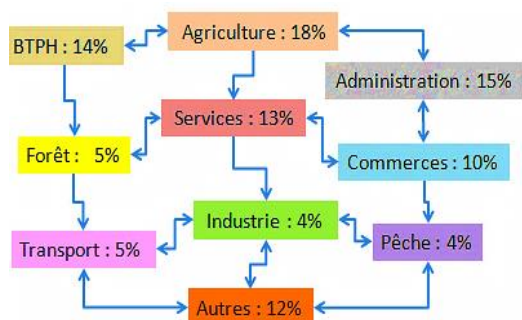 Agriculture : 18%
BTPH : 14%
Administration : 15%
Services : 13%
Forêt :   5%
Commerces : 10%
Industrie : 4%
Transport : 5%
Pêche : 4%
Autres : 12%